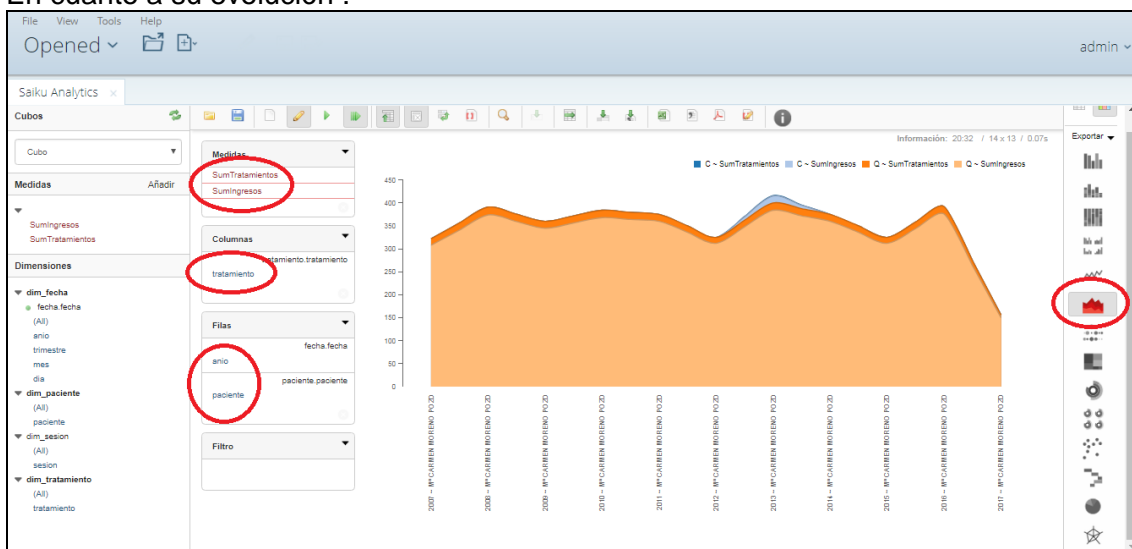 En cuanto a su evolución :
File View Tools Help
Opened
admin
Saiku Analytics ×
Cubos
Cubo
Medidas Añadir
SumIngresos
SumTratamientos
Dimensiones
dim_fecha
fecha.fecha
(All)
anio
trimestre
mes
dia
dim_paciente
(All)
paciente
dim_sesion
(All)
sesion
dim_tratamiento
(All)
tratamiento
Medidas
SumTratamientos
SumIngresos
Columnas
tratamiento.tratamiento
tratamiento
Filas
fecha.fecha
anio
paciente.paciente
paciente
Filtro
Información: 20:32 / 14 x 13 / 0.07s
C ~ SumTratamientos C ~ SumIngresos Q ~ SumTratamientos Q ~ SumIngresos
450
400
350
300
250
200
150
100
50
0
2007 ~ Mª CARMEN MORENO POZO
2008 ~ Mª CARMEN MORENO POZO
2009 ~ Mª CARMEN MORENO POZO
2010 ~ Mª CARMEN MORENO POZO
2011 ~ Mª CARMEN MORENO POZO
2012 ~ Mª CARMEN MORENO POZO
2013 ~ Mª CARMEN MORENO POZO
2014 ~ Mª CARMEN MORENO POZO
2015 ~ Mª CARMEN MORENO POZO
2016 ~ Mª CARMEN MORENO POZO
2017 ~ Mª CARMEN MORENO POZO
Exportar